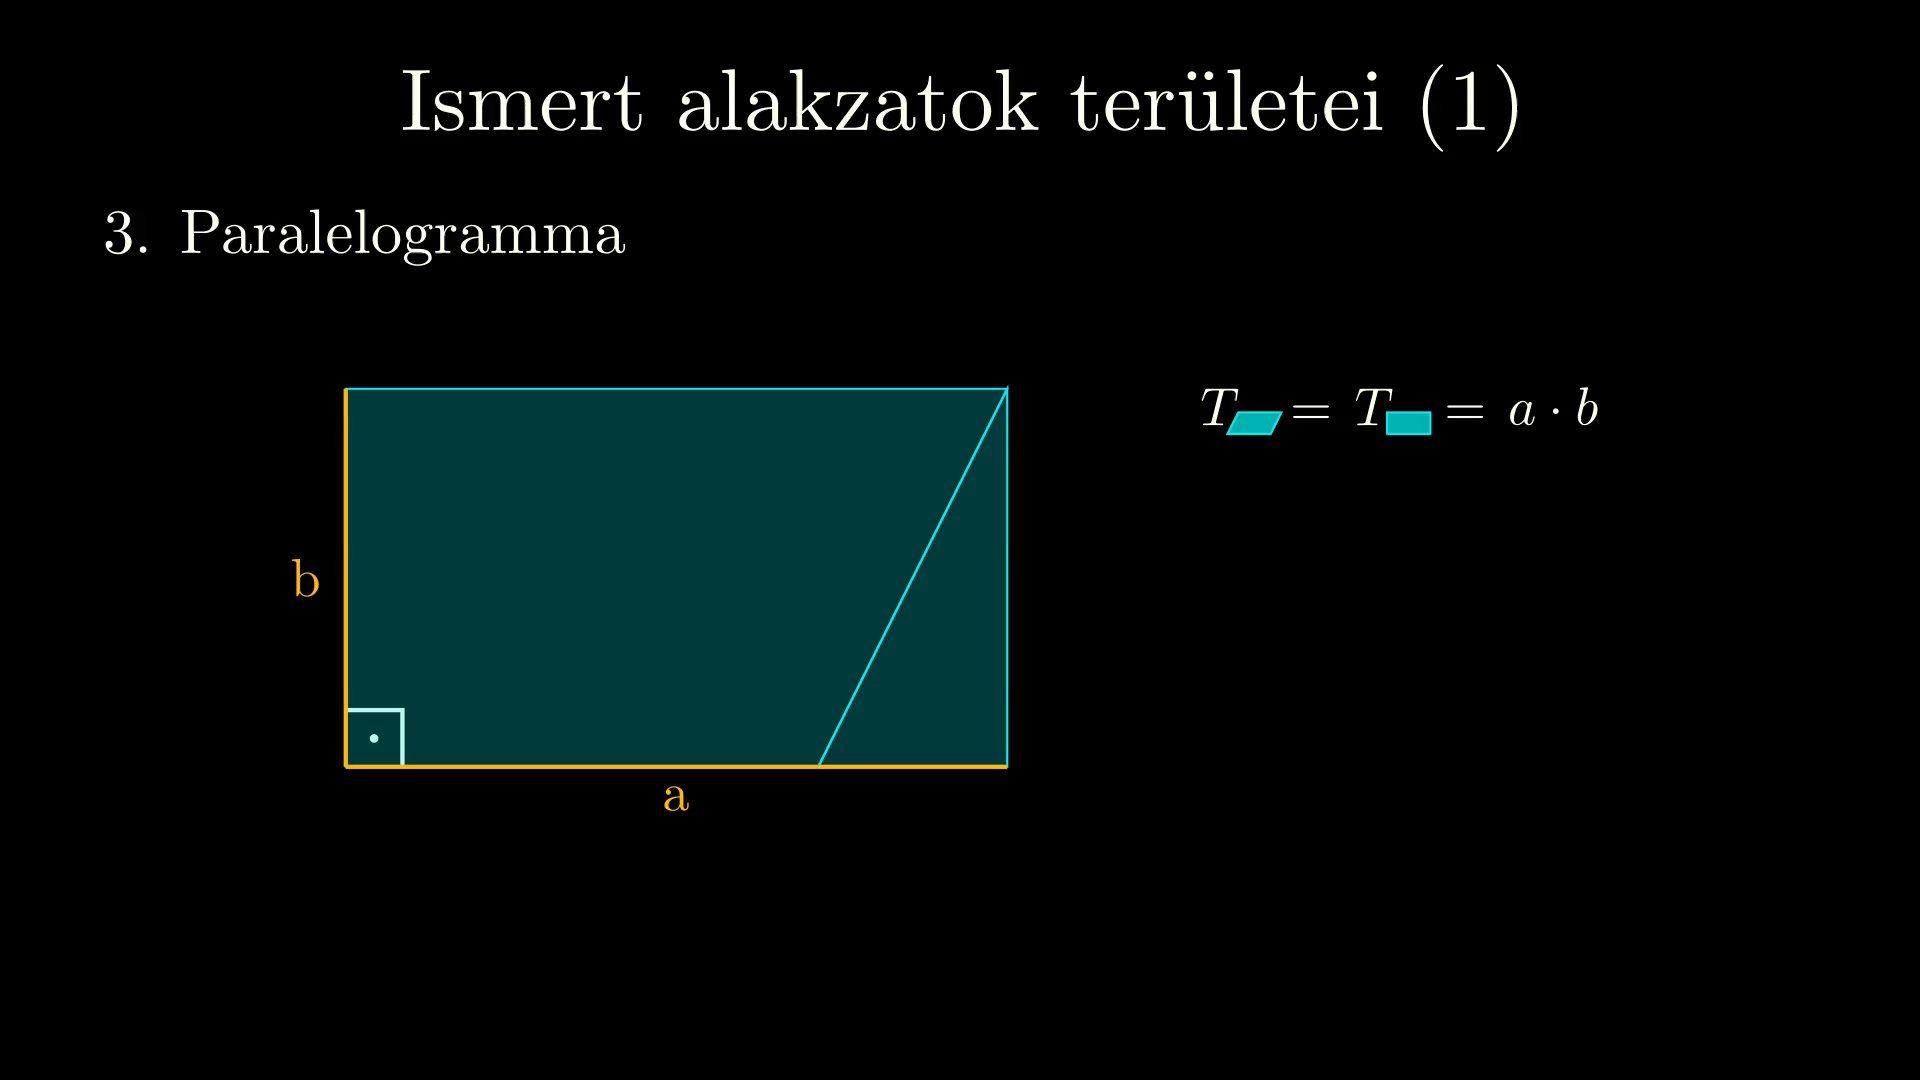 Ismert alakzatok területei (1)
3. Paralelogramma
T = T = a · b
b
a